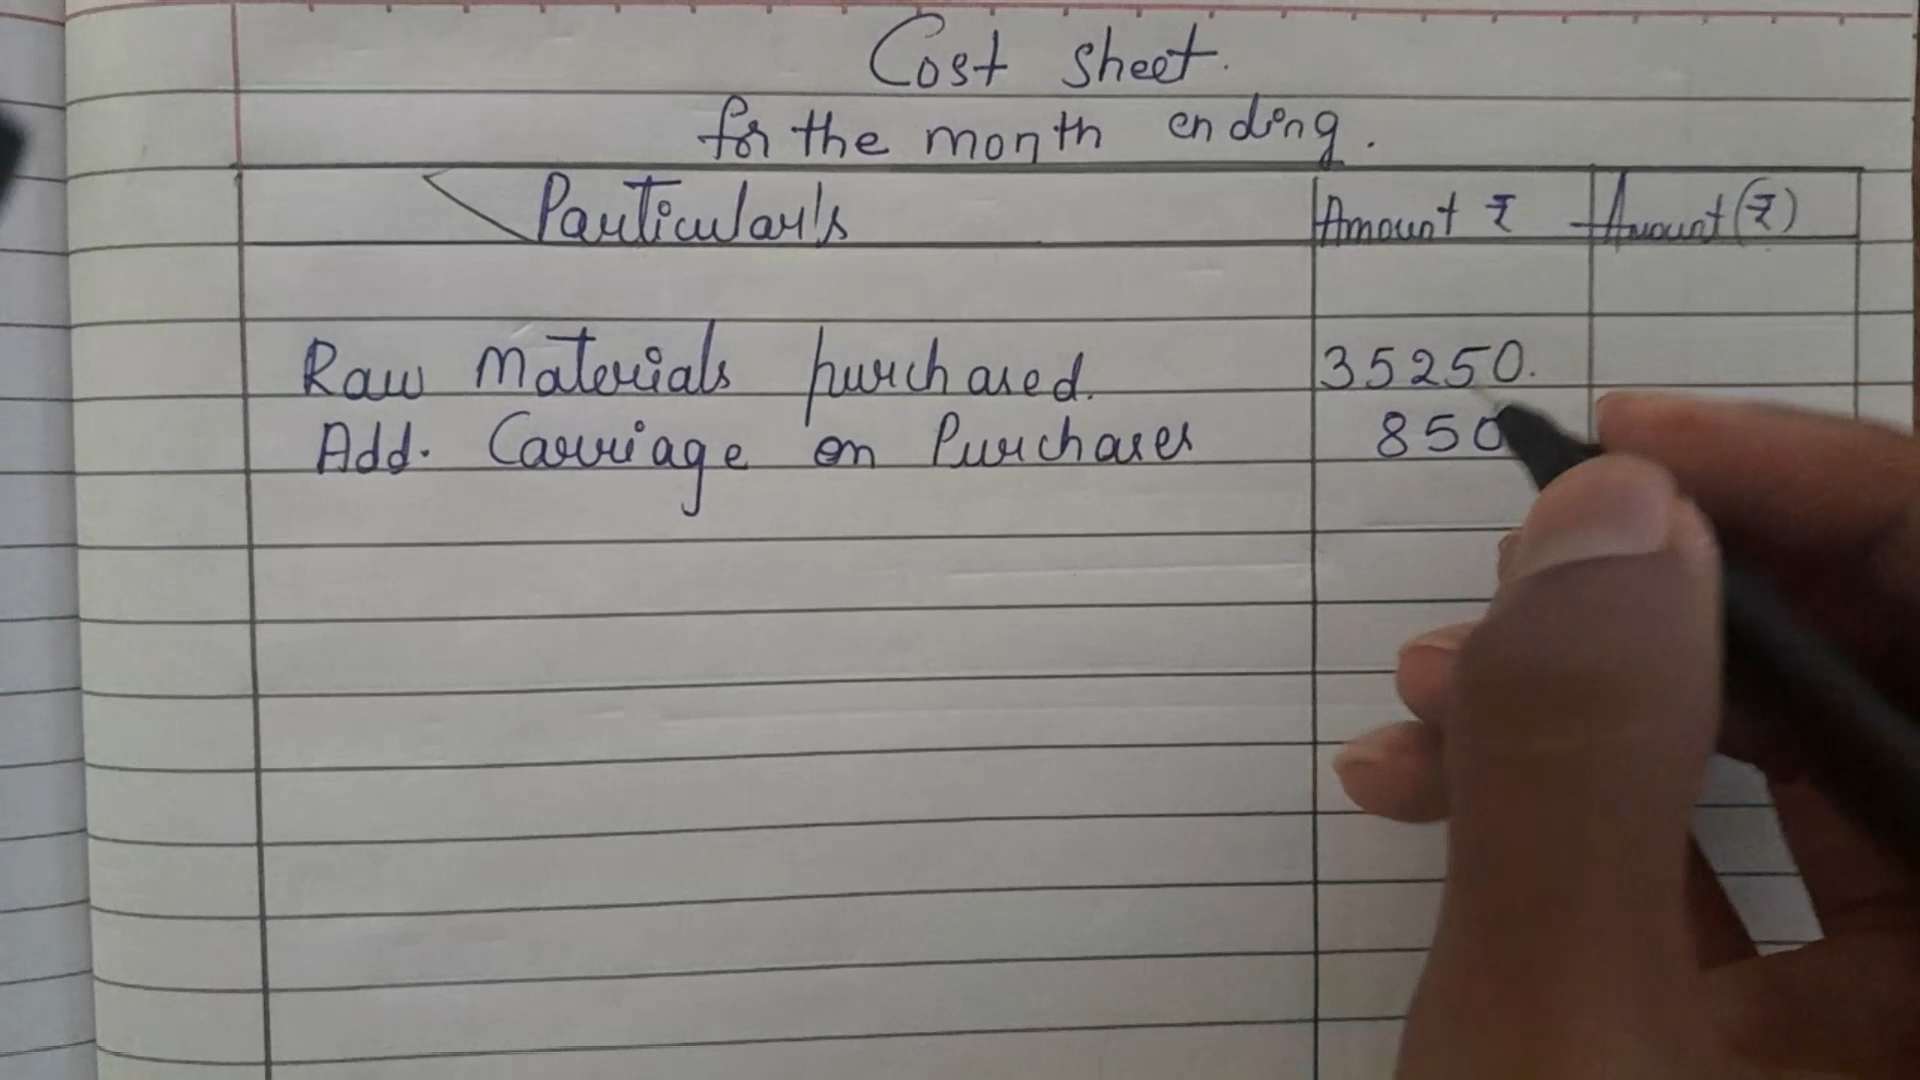 Cost sheet.
for the month ending.
Particulars Amount ₹ Amount (₹)
Raw Materials purchased. 35250.
Add. Carriage on Purchases 850